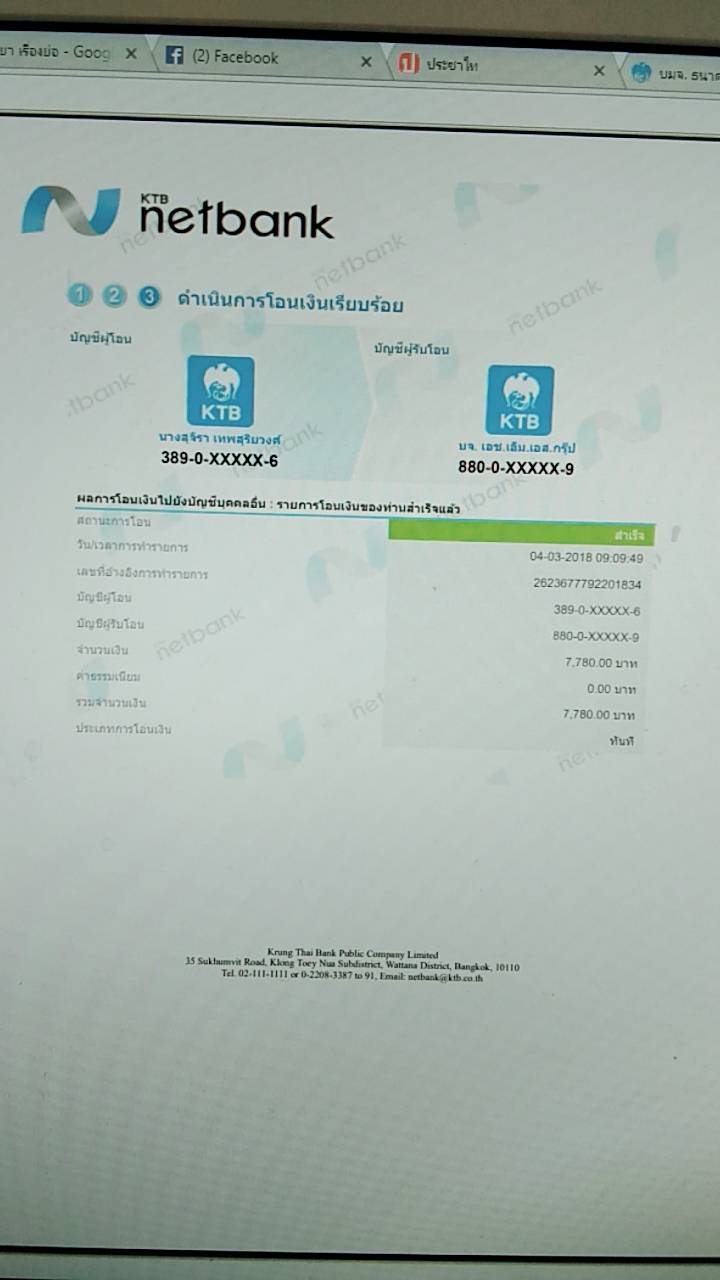 ยา เรื่องย่อ - Goog
(2) Facebook
ประยาไท
บมจ. ธนาค
KTB
netbank
1 2 3 ดำเนินการโอนเงินเรียบร้อย
บัญชีผู้โอน
บัญชีผู้รับโอน
KTB
KTB
นางสุจิรา เทพสุริยวงศ์
389-0-XXXXX-6
บจ. เอช.เอ็ม.เอส.กรุ๊ป
880-0-XXXXX-9
ผลการโอนเงินไปยังบัญชีบุคคลอื่น : รายการโอนเงินของท่านสำเร็จแล้ว
สถานะการโอน สำเร็จ
วัน/เวลาการทำรายการ 04-03-2018 09:09:49
เลขที่อ้างอิงการทำรายการ 2623677792201834
บัญชีผู้โอน 389-0-XXXXX-6
บัญชีผู้รับโอน 880-0-XXXXX-9
จำนวนเงิน 7,780.00 บาท
ค่าธรรมเนียม 0.00 บาท
รวมจำนวนเงิน 7,780.00 บาท
ประเภทการโอนเงิน ทันที
Krung Thai Bank Public Company Limited
35 Sukhumvit Road, Klong Toey Nua Subdistrict, Wattana District, Bangkok, 10110
Tel. 02-111-1111 or 0-2208-3387 to 91, Email: netbank@ktb.co.th